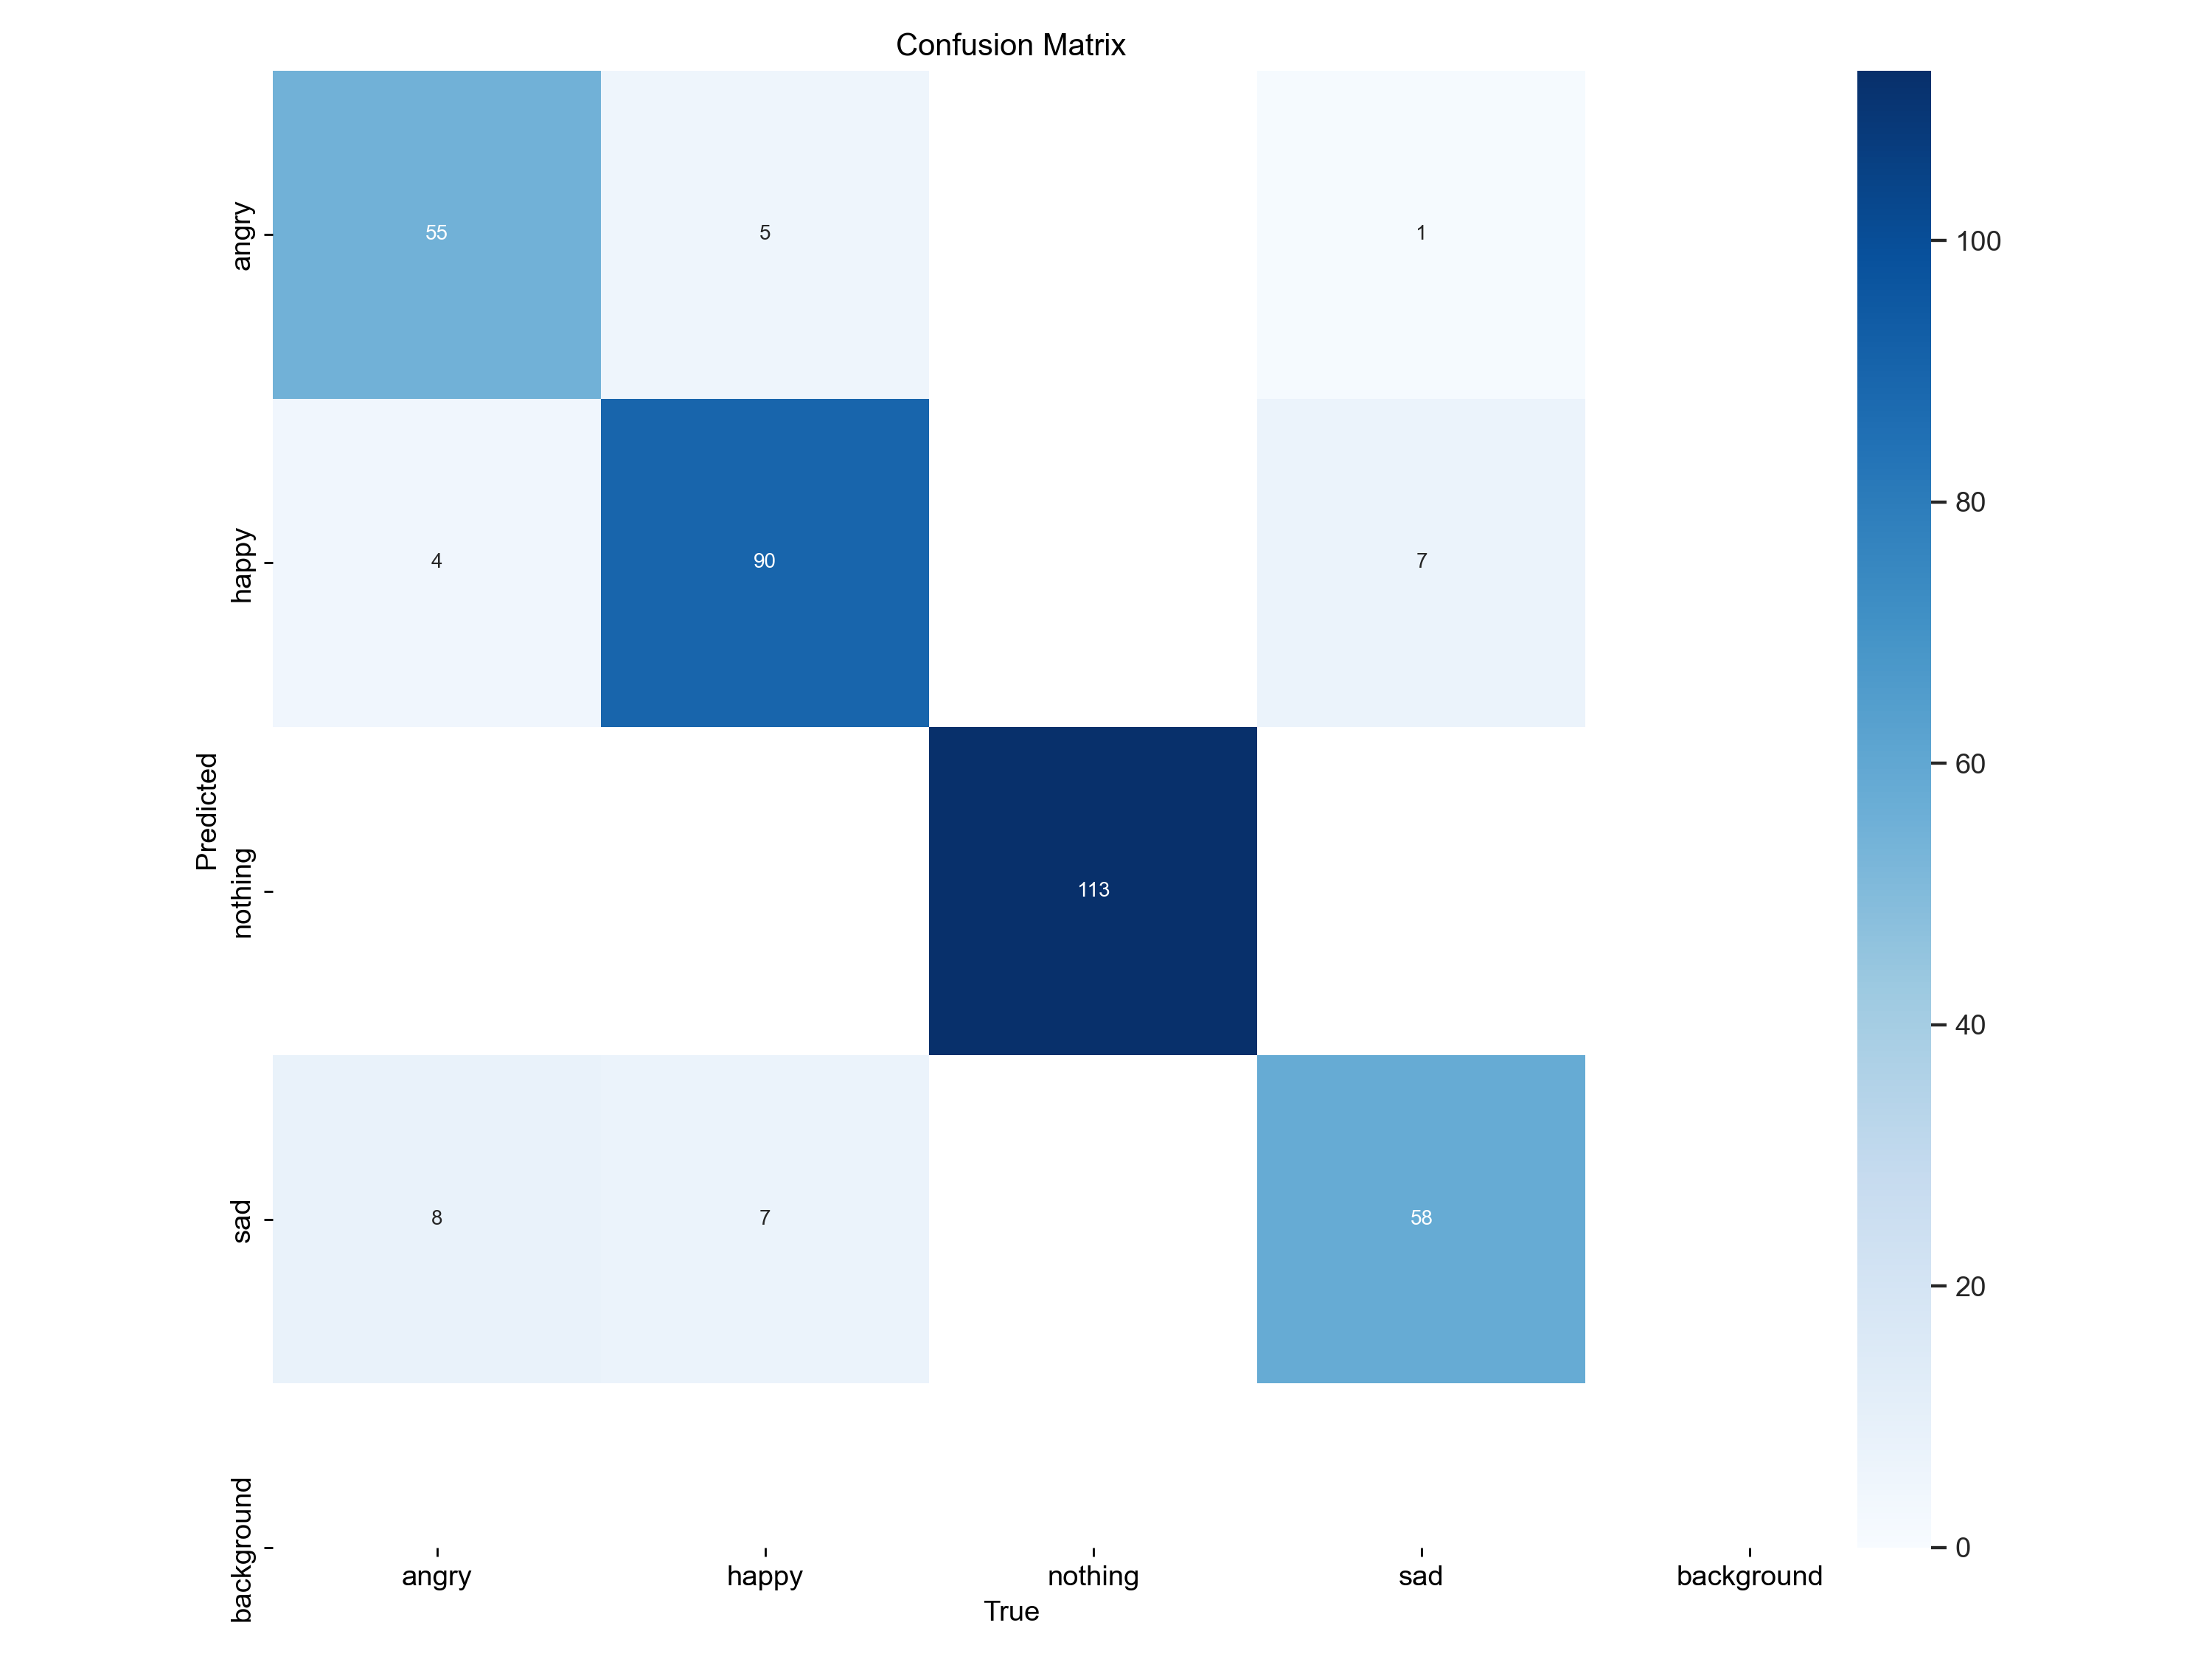 Confusion Matrix
angry
55
5
1
100
happy
4
90
7
80
60
Predicted
nothing
113
40
sad
8
7
58
20
background
0
angry
happy
nothing
sad
background
True